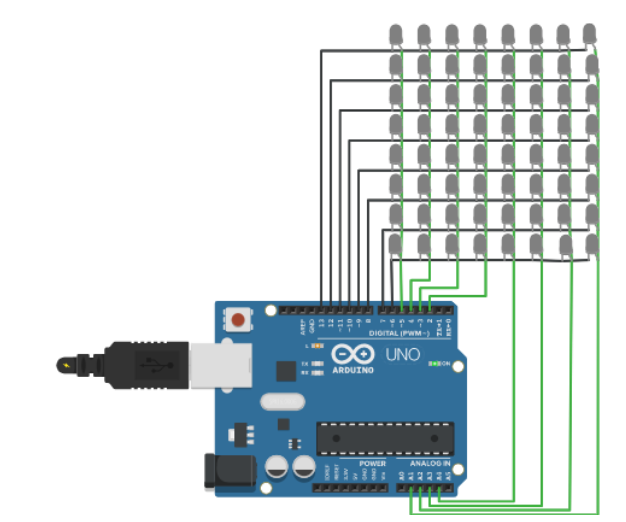 AREF
GND
13
12
~11
~10
~9
8
7
~6
~5
4
~3
2
TX→1
RX←0
DIGITAL (PWM~)
L
TX
RX
UNO
ARDUINO
ON
POWER
ANALOG IN
IOREF
RESET
3.3V
5V
GND
GND
VIN
A0
A1
A2
A3
A4
A5